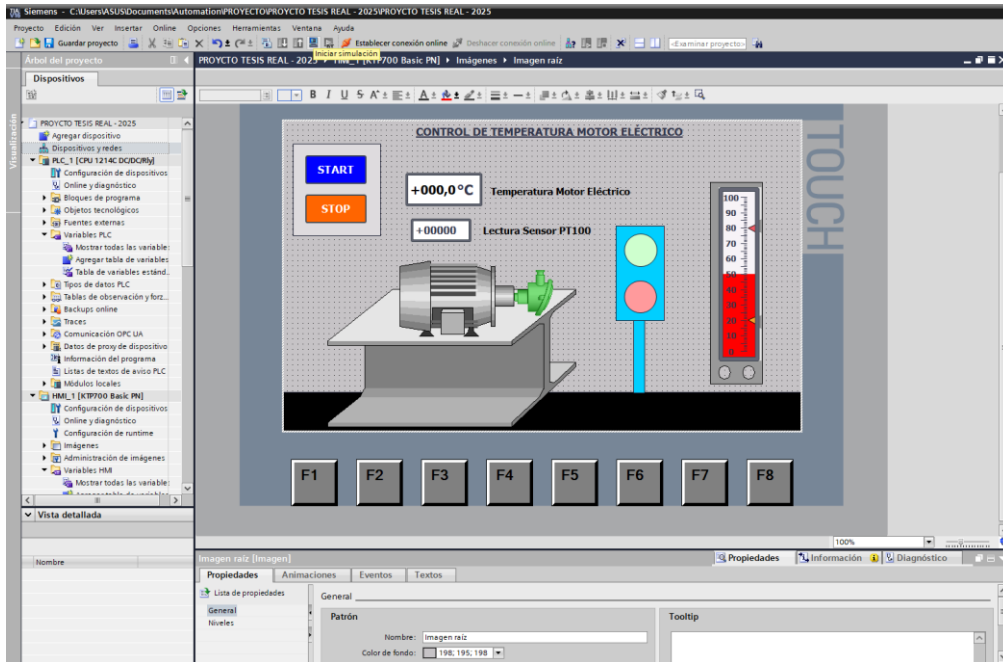 Siemens - C:\Users\ASUS\Documents\Automation\PROYECTO\PROYCTO TESIS REAL - 2025\PROYCTO TESIS REAL - 2025
Proyecto Edición Ver Insertar Online Opciones Herramientas Ventana Ayuda
Guardar proyecto Establecer conexión online Deshacer conexión online <Examinar proyecto>
Iniciar simulación
Árbol del proyecto
PROYCTO TESIS REAL - 2025 HMI_1 [KTP700 Basic PN] Imágenes Imagen raíz
Dispositivos
Visualización
B I U S A
PROYCTO TESIS REAL - 2025
Agregar dispositivo
Dispositivos y redes
PLC_1 [CPU 1214C DC/DC/Rly]
Configuración de dispositivos
Online y diagnóstico
Bloques de programa
Objetos tecnológicos
Fuentes externas
Variables PLC
Mostrar todas las variable:
Agregar tabla de variables
Tabla de variables estánd..
Tipos de datos PLC
Tablas de observación y forz...
Backups online
Traces
Comunicación OPC UA
Datos de proxy de dispositivo
Información del programa
Listas de textos de aviso PLC
Módulos locales
HMI_1 [KTP700 Basic PN]
Configuración de dispositivos
Online y diagnóstico
Configuración de runtime
Imágenes
Administración de imágenes
Variables HMI
Mostrar todas las variable:
Vista detallada
Nombre
CONTROL DE TEMPERATURA MOTOR ELÉCTRICO
START
STOP
+000,0°C Temperatura Motor Eléctrico
+00000 Lectura Sensor PT100
100
90
80
70
60
50
40
30
20
10
0
TOUCH
F1 F2 F3 F4 F5 F6 F7 F8
100%
Imagen raíz [Imagen]
Propiedades Información Diagnóstico
Propiedades Animaciones Eventos Textos
Lista de propiedades
General
Niveles
General
Patrón
Nombre: Imagen raíz
Color de fondo: 198; 195; 198
Tooltip